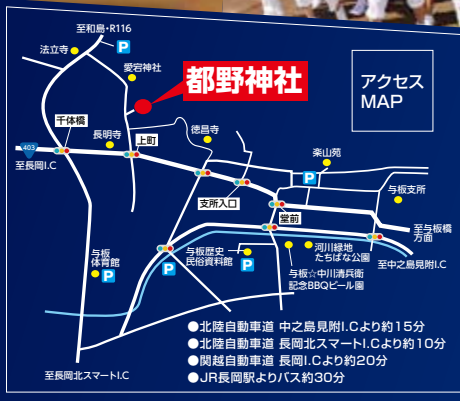 至和島・R116
P
法立寺
愛宕神社
都野神社
アクセス
MAP
千体橋
403
至長岡I.C
長明寺
上町
徳昌寺
楽山苑
P
支所入口
与板支所
堂前
至与板橋
方面
与板
体育館
P
与板歴史
民俗資料館
P
P
河川緑地
たちばな公園
至中之島見附I.C
与板☆中川清兵衛
記念BBQビール園
至長岡北スマートI.C
●北陸自動車道 中之島見附I.Cより約15分
●北陸自動車道 長岡北スマートI.Cより約10分
●関越自動車道 長岡I.Cより約20分
●JR長岡駅よりバス約30分